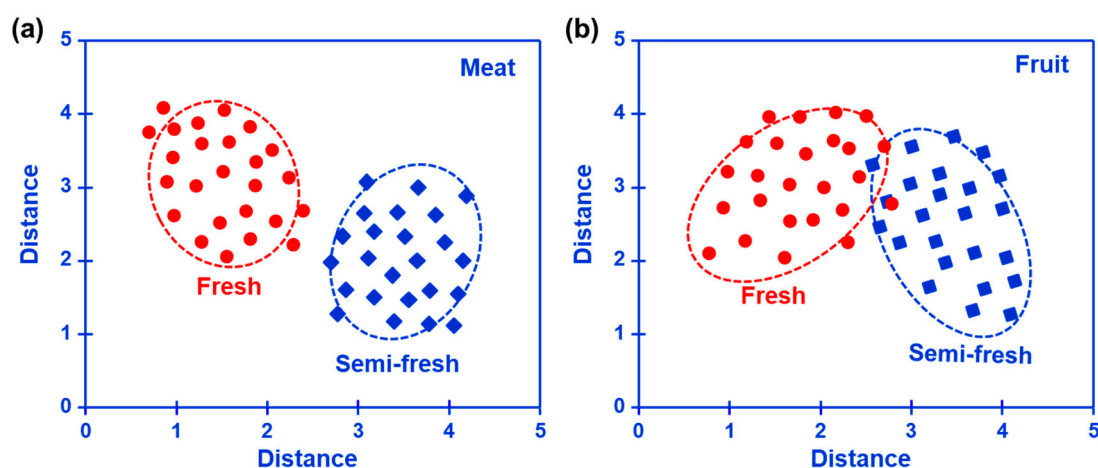 (a)
Meat
5
4
3
2
1
0
Distance
Fresh
Semi-fresh
0 1 2 3 4 5
Distance
(b)
Fruit
5
4
3
2
1
0
Distance
Fresh
Semi-fresh
0 1 2 3 4 5
Distance